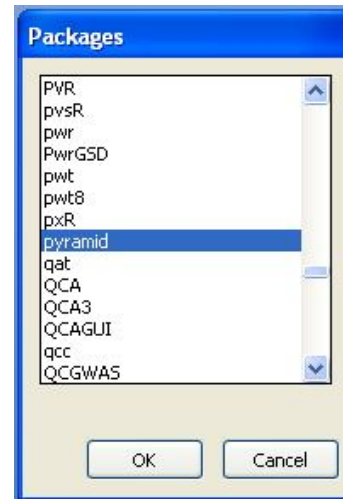 Packages
PVR
pvsR
pwr
PwrGSD
pwt
pwt8
pxR
pyramid
qat
QCA
QCA3
QCAGUI
qcc
QCGWAS
OK Cancel